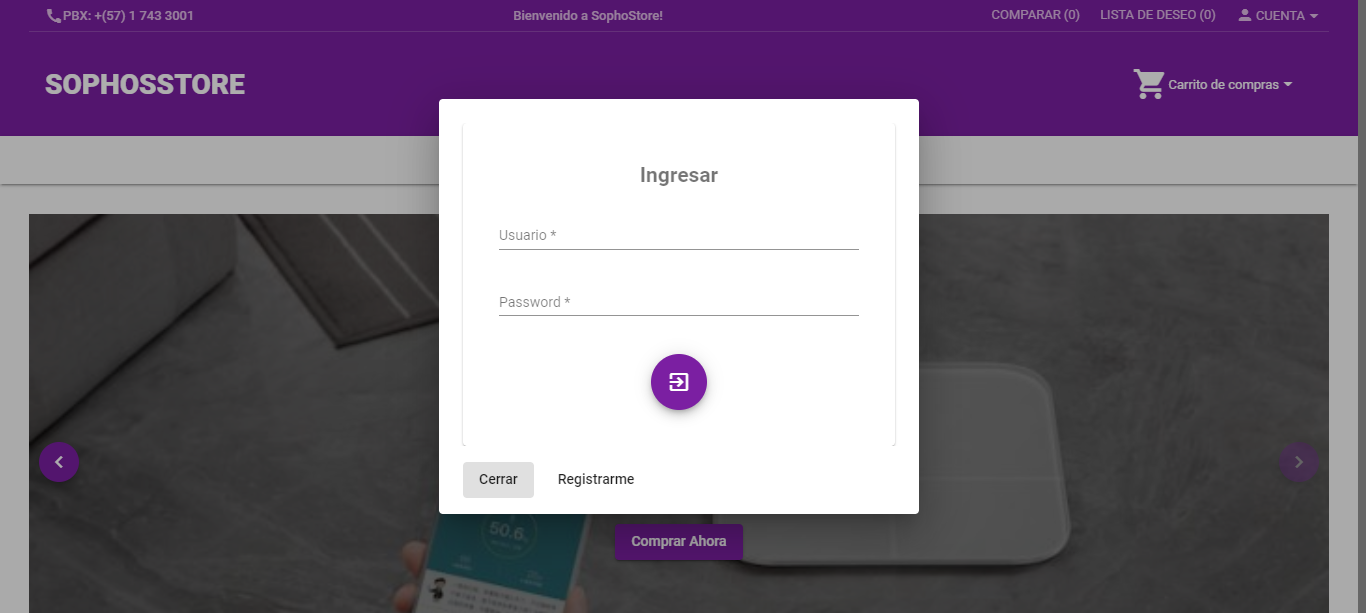 PBX: +(57) 1 743 3001
Bienvenido a SophoStore!
COMPARAR (0)
LISTA DE DESEO (0)
CUENTA
SOPHOSSTORE
Carrito de compras
Ingresar
Usuario *
Password *
Cerrar
Registrarme
50.6
Comprar Ahora